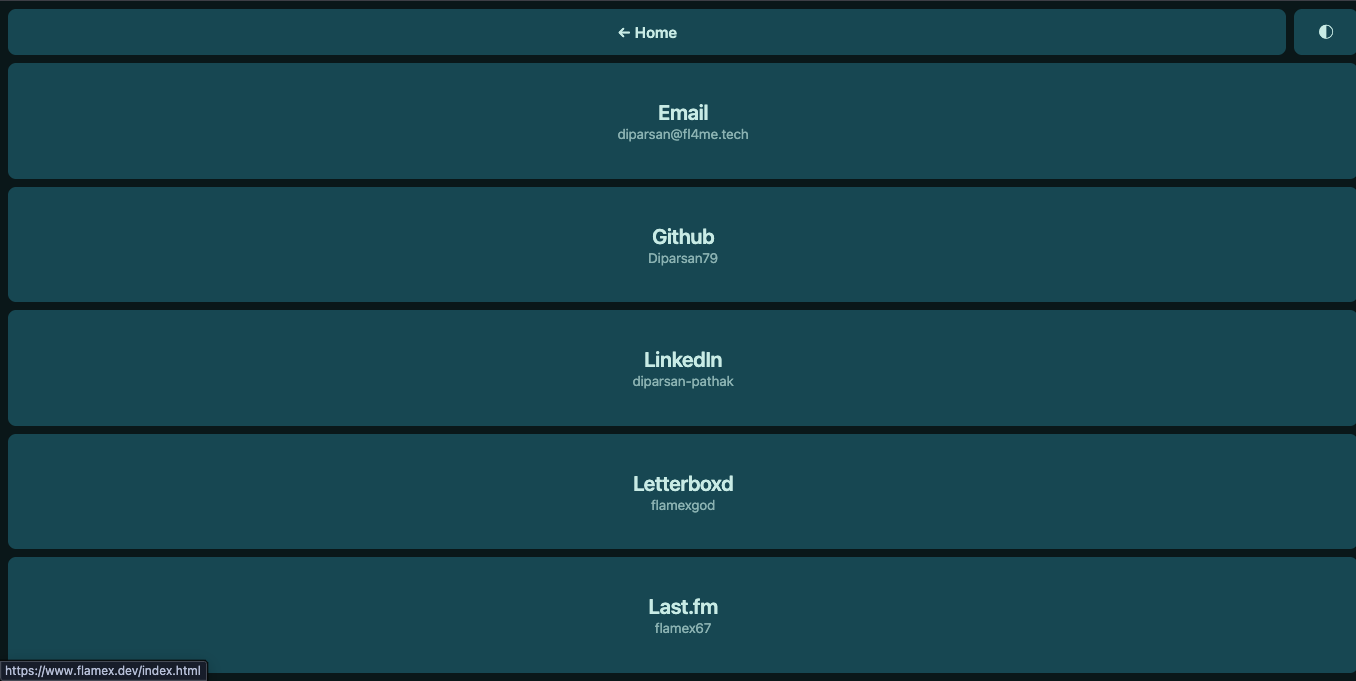 ← Home
Email
diparsan@fl4me.tech
Github
Diparsan79
LinkedIn
diparsan-pathak
Letterboxd
flamexgod
Last.fm
flamex67
https://www.flamex.dev/index.html